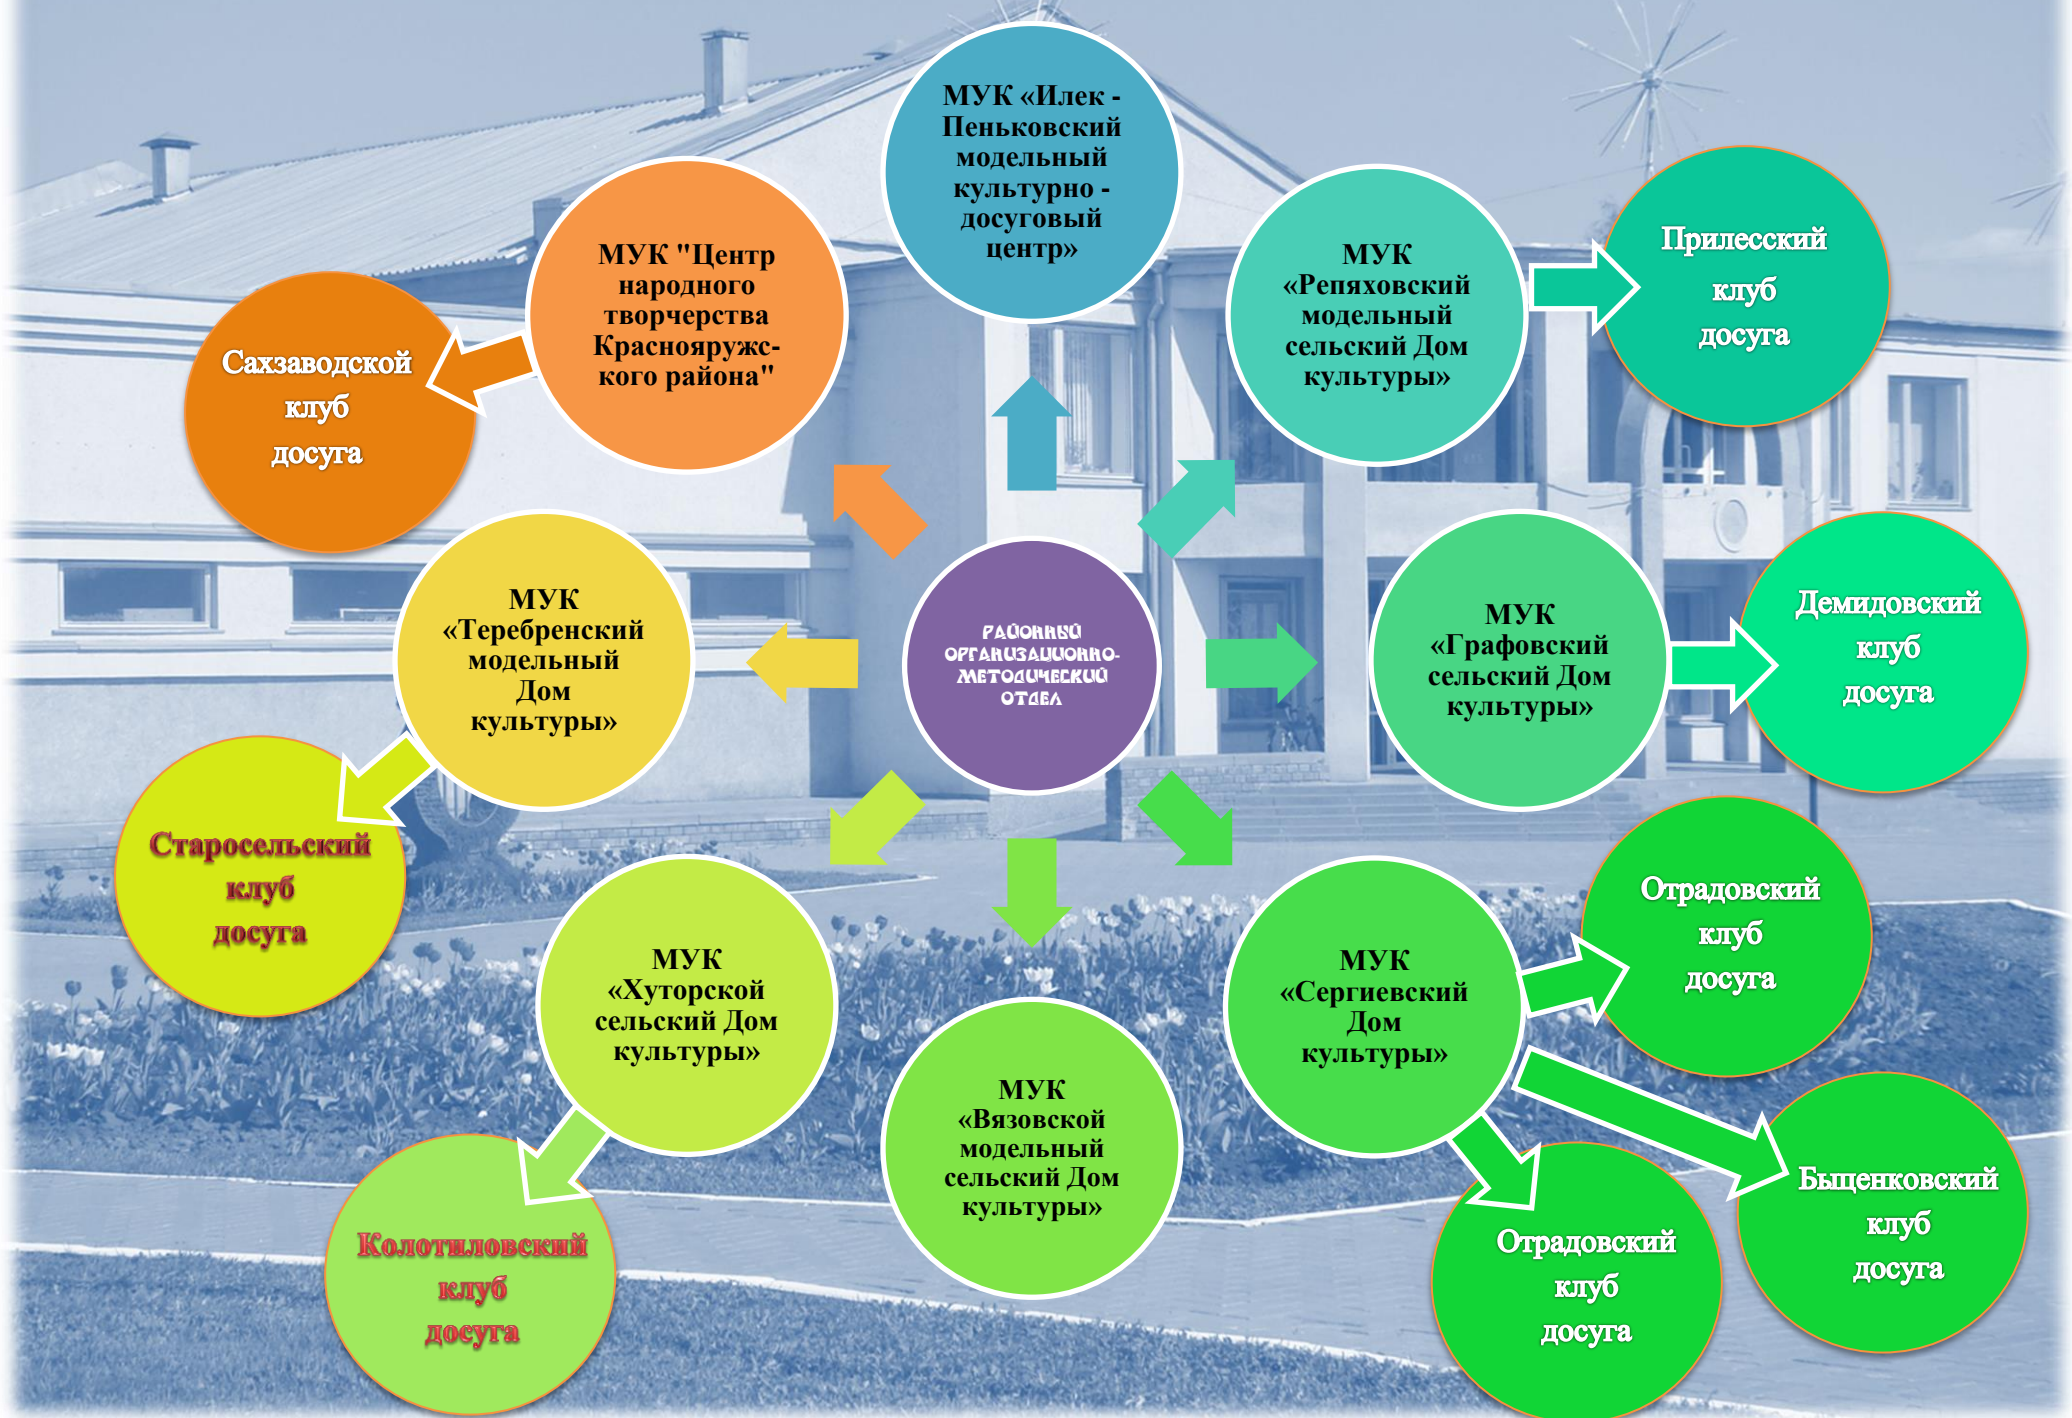 МУК «Илек -
Пеньковский
модельный
культурно -
досуговый
центр»
МУК "Центр
народного
творчерства
Краснояружс-
кого района"
МУК
«Репяховский
модельный
сельский Дом
культуры»
Прилесский
клуб
досуга
Сахзаводской
клуб
досуга
МУК
«Теребренский
модельный
Дом
культуры»
РАЙОННЫЙ
ОРГАНИЗАЦИОННО-
МЕТОДИЧЕСКИЙ
ОТДЕЛ
МУК
«Графовский
сельский Дом
культуры»
Демидовский
клуб
досуга
Старосельский
клуб
досуга
МУК
«Хуторской
сельский Дом
культуры»
МУК
«Вязовской
модельный
сельский Дом
культуры»
МУК
«Сергиевский
Дом
культуры»
Отрадовский
клуб
досуга
Быценковский
клуб
досуга
Отрадовский
клуб
досуга
Колотиловский
клуб
досуга